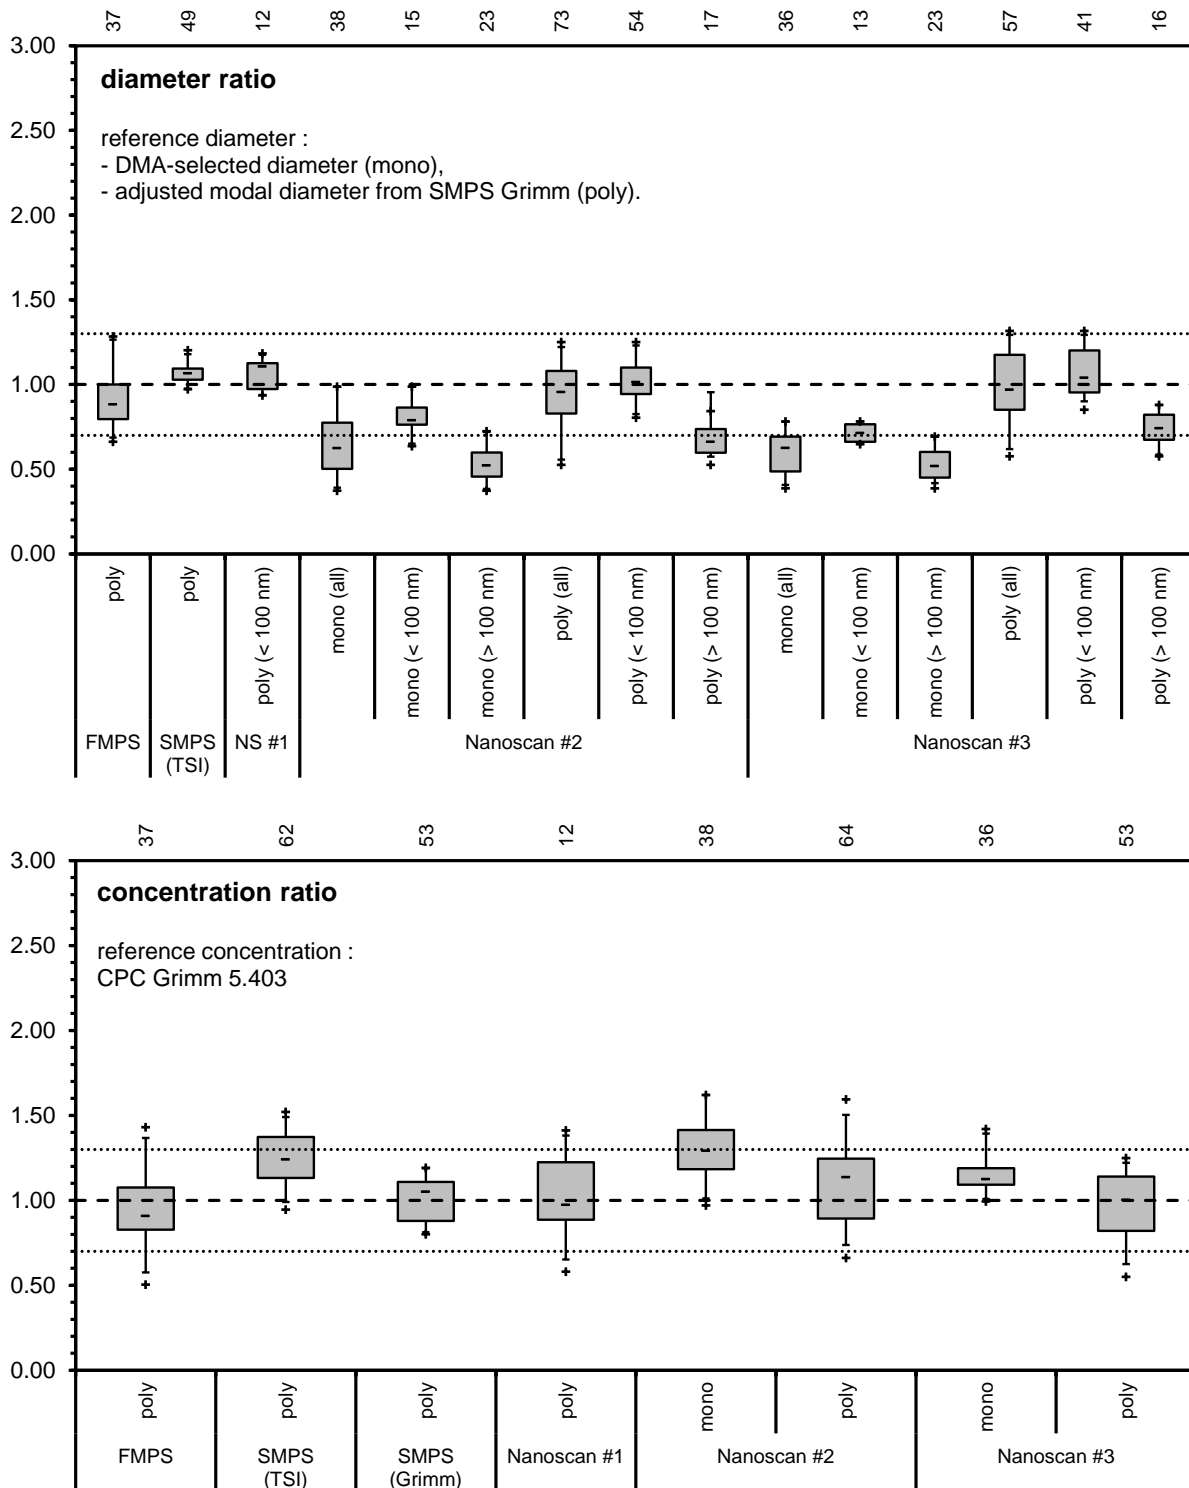 37 49 12 38 15 23 73 54 17 36 13 23 57 41 16
3.00
diameter ratio
2.50
reference diameter :
- DMA-selected diameter (mono),
- adjusted modal diameter from SMPS Grimm (poly).
2.00
1.50
1.00
0.50
0.00
poly
poly
poly (< 100 nm)
mono (all)
mono (< 100 nm)
mono (> 100 nm)
poly (all)
poly (< 100 nm)
poly (> 100 nm)
mono (all)
mono (< 100 nm)
mono (> 100 nm)
poly (all)
poly (< 100 nm)
poly (> 100 nm)
FMPS
SMPS
(TSI)
NS #1
Nanoscan #2
Nanoscan #3
37 62 53 12 38 64 36 53
3.00
concentration ratio
2.50
reference concentration :
CPC Grimm 5.403
2.00
1.50
1.00
0.50
0.00
poly
poly
poly
poly
mono
poly
mono
poly
FMPS
SMPS
(TSI)
SMPS
(Grimm)
Nanoscan #1
Nanoscan #2
Nanoscan #3